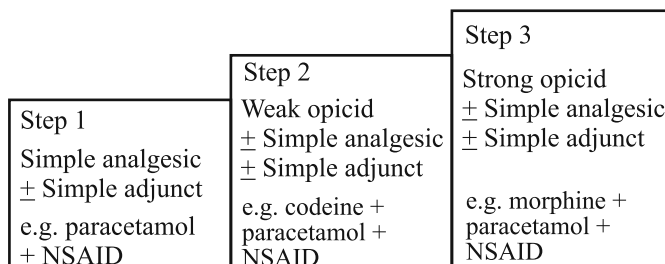 Step 1
Simple analgesic
± Simple adjunct
e.g. paracetamol
+ NSAID
Step 2
Weak opicid
± Simple analgesic
± Simple adjunct
e.g. codeine +
paracetamol +
NSAID
Step 3
Strong opicid
± Simple analgesic
± Simple adjunct
e.g. morphine +
paracetamol +
NSAID